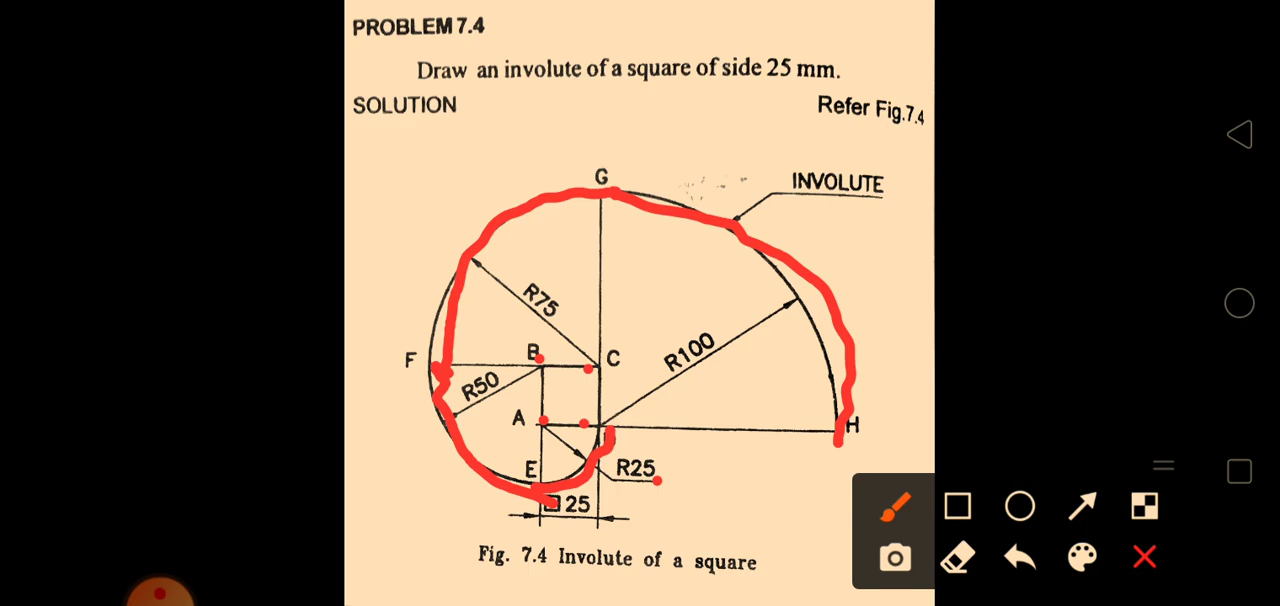 PROBLEM 7.4
Draw an involute of a square of side 25 mm.
SOLUTION Refer Fig.7.4
G
INVOLUTE
R75
F B C R100
R50
A H
E R25
□ 25
Fig. 7.4 Involute of a square